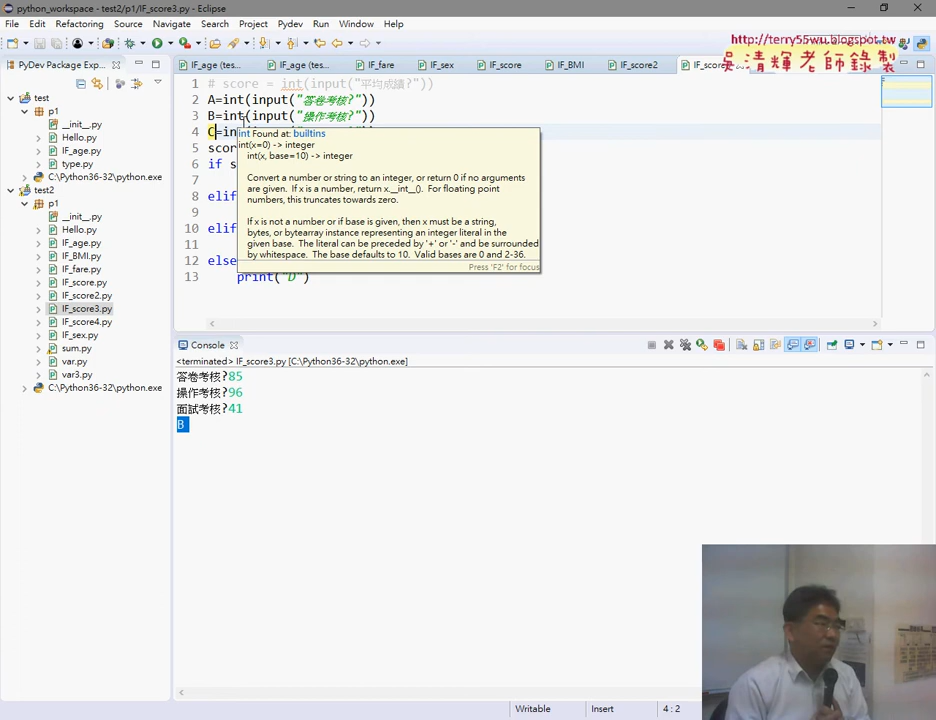 python_workspace - test2/p1/IF_score3.py - Eclipse
File Edit Refactoring Source Navigate Search Project Pydev Run Window Help
http://terry55wu.blogspot.tw
吳清輝老師錄製
PyDev Package Exp...
IF_age (tes...
IF_age (tes...
IF_fare
IF_sex
IF_score
IF_BMI
IF_score2
test
p1
__init__.py
Hello.py
IF_age.py
type.py
C:\Python36-32\python.exe
test2
p1
__init__.py
Hello.py
IF_age.py
IF_BMI.py
IF_fare.py
IF_score.py
IF_score2.py
IF_score3.py
IF_score4.py
IF_sex.py
sum.py
var.py
var3.py
C:\Python36-32\python.exe
1 # score = int(input("平均成績?"))
2 A=int(input("答卷考核?"))
3 B=int(input("操作考核?"))
4 C=in
5 scor
6 if s
7
8 elif
9
10 elif
11
12 else
13 print("D")
int Found at: builtins
int(x=0) -> integer
int(x, base=10) -> integer
Convert a number or string to an integer, or return 0 if no arguments
are given. If x is a number, return x.__int__(). For floating point
numbers, this truncates towards zero.
If x is not a number or if base is given, then x must be a string,
bytes, or bytearray instance representing an integer literal in the
given base. The literal can be preceded by '+' or '-' and be surrounded
by whitespace. The base defaults to 10. Valid bases are 0 and 2-36.
Press 'F2' for focus
Console
<terminated> IF_score3.py [C:\Python36-32\python.exe]
答卷考核?85
操作考核?96
面試考核?41
B
Writable Insert 4 : 2